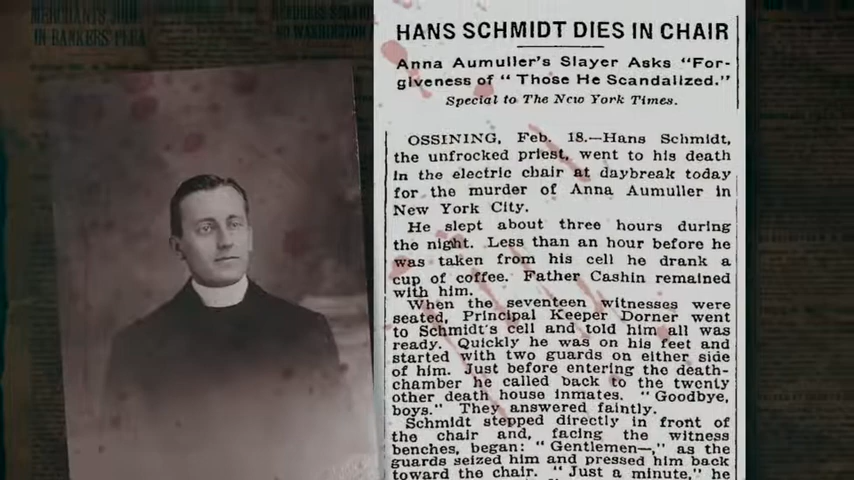 MERCHANTS JOIN
IN BANKERS PLEA
HANS SCHMIDT DIES IN CHAIR
Anna Aumuller's Slayer Asks "For-
giveness of "Those He Scandalized."
Special to The New York Times.
OSSINING, Feb. 18.—Hans Schmidt,
the unfrocked priest, went to his death
in the electric chair at daybreak today
for the murder of Anna Aumuller in
New York City.
He slept about three hours during
the night. Less than an hour before he
was taken from his cell he drank a
cup of coffee. Father Cashin remained
with him.
When the seventeen witnesses were
seated, Principal Keeper Dorner went
to Schmidt's cell and told him all was
ready. Quickly he was on his feet and
started with two guards on either side
of him. Just before entering the death-
chamber he called back to the twenty
other death house inmates. "Goodbye,
boys." They answered faintly.
Schmidt stepped directly in front of
the chair and, facing the witness
benches, began: "Gentlemen—," as the
guards seized him and pressed him back
toward the chair. "Just a minute," he